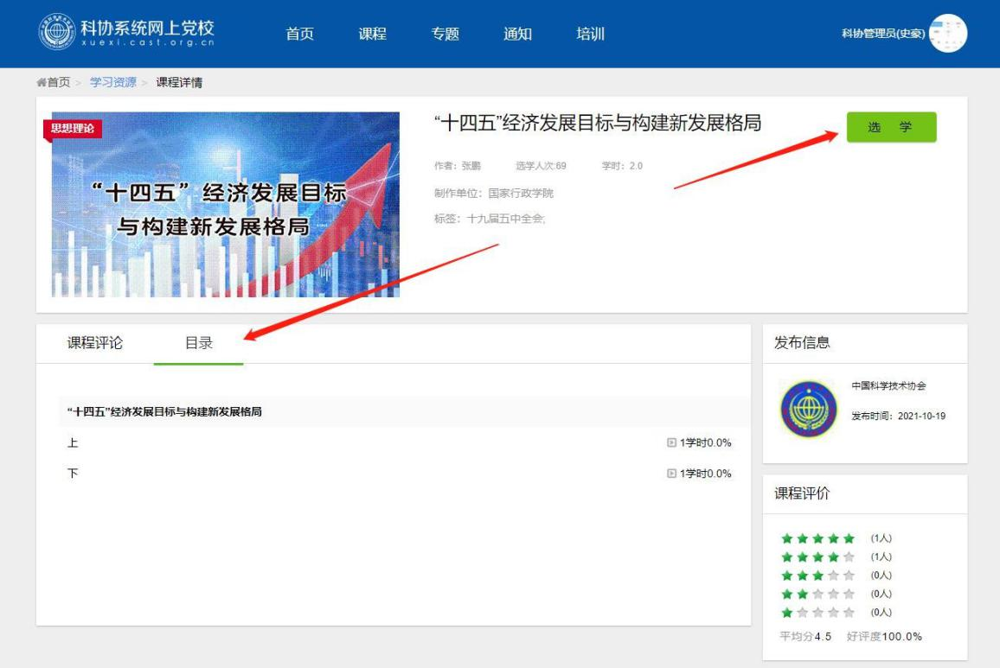 科协系统网上党校
xuexi.cast.org.cn
首页 课程 专题 通知 培训
科协管理员(史豪)
首页 > 学习资源 > 课程详情
思想理论
“十四五”经济发展目标
与构建新发展格局
“十四五”经济发展目标与构建新发展格局
选 学
作者：张鹏 选学人次:69 学时：2.0
制作单位：国家行政学院
标签：十九届五中全会;
课程评论 目录
“十四五”经济发展目标与构建新发展格局
上 1学时0.0%
下 1学时0.0%
发布信息
中国科学技术协会
发布时间：2021-10-19
课程评价
(1人)
(1人)
(0人)
(0人)
(0人)
平均分4.5 好评度100.0%